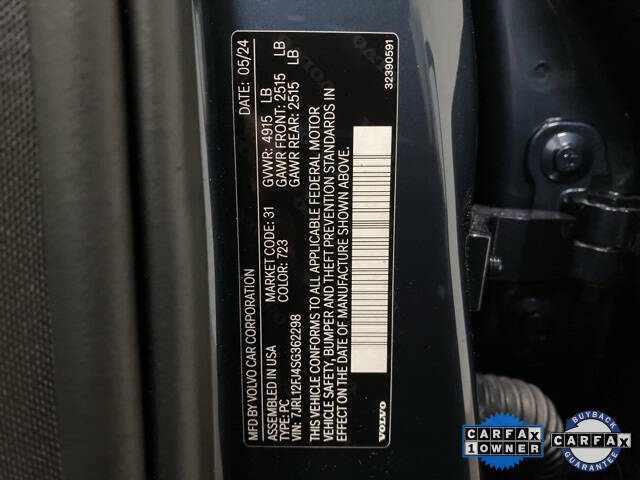 MFD BY VOLVO CAR CORPORATION DATE: 05/24
ASSEMBLED IN USA MARKET CODE: 31 GVWR: 4915 LB
TYPE: PC COLOR: 723 GAWR FRONT: 2515 LB
VIN: 7JRL12FJ4SG362298 GAWR REAR: 2515 LB
THIS VEHICLE CONFORMS TO ALL APPLICABLE FEDERAL MOTOR
VEHICLE SAFETY, BUMPER AND THEFT PREVENTION STANDARDS IN
EFFECT ON THE DATE OF MANUFACTURE SHOWN ABOVE.
VOLVO 32390591
CARFAX
1 OWNER
BUYBACK
CARFAX
QUALIFIED